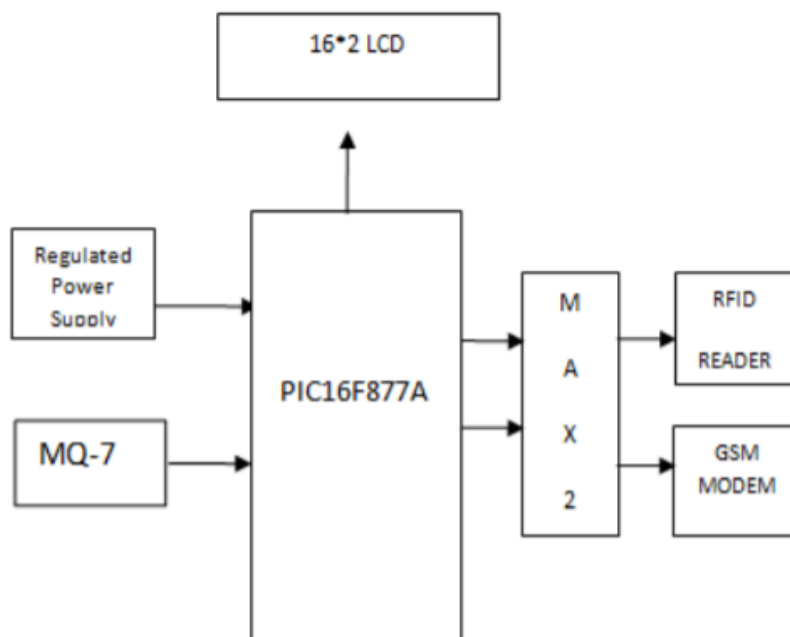 16*2 LCD
Regulated
Power
Supply
MQ-7
PIC16F877A
M
A
X
2
RFID
READER
GSM
MODEM